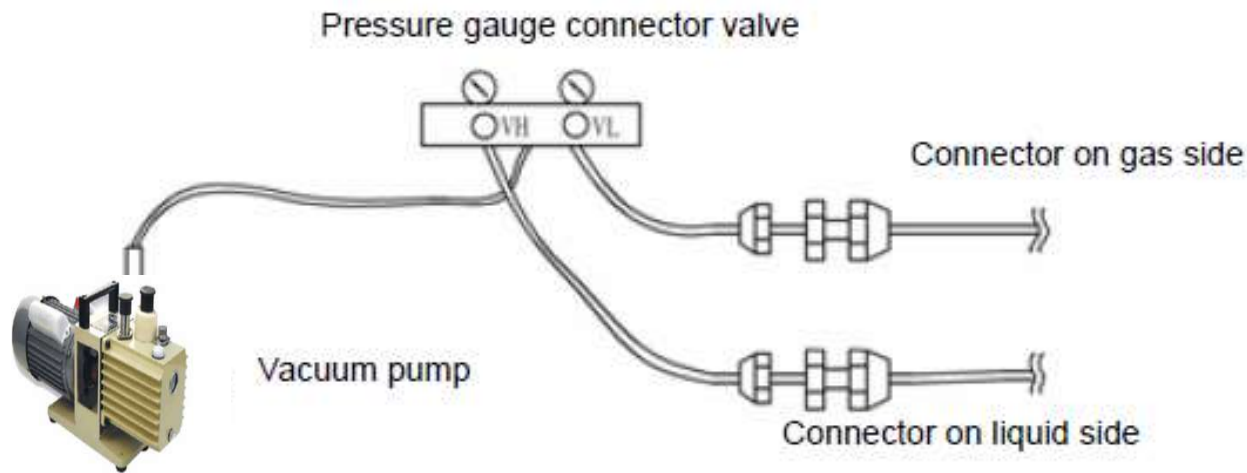 Pressure gauge connector valve
VH
VL
Connector on gas side
Vacuum pump
Connector on liquid side